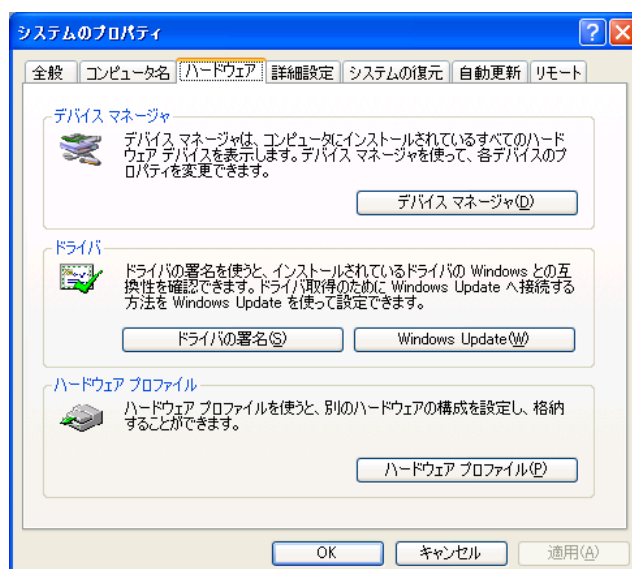 システムのプロパティ
全般 コンピュータ名 ハードウェア 詳細設定 システムの復元 自動更新 リモート
デバイス マネージャ
デバイス マネージャは、コンピュータにインストールされているすべてのハード
ウェア デバイスを表示します。デバイス マネージャを使って、各デバイスのプ
ロパティを変更できます。
デバイス マネージャ(D)
ドライバ
ドライバの署名を使うと、インストールされているドライバの Windows との互
換性を確認できます。ドライバ取得のために Windows Update へ接続する
方法を Windows Update を使って設定できます。
ドライバの署名(S) Windows Update(W)
ハードウェア プロファイル
ハードウェア プロファイルを使うと、別のハードウェアの構成を設定し、格納
することができます。
ハードウェア プロファイル(P)
OK キャンセル 適用(A)